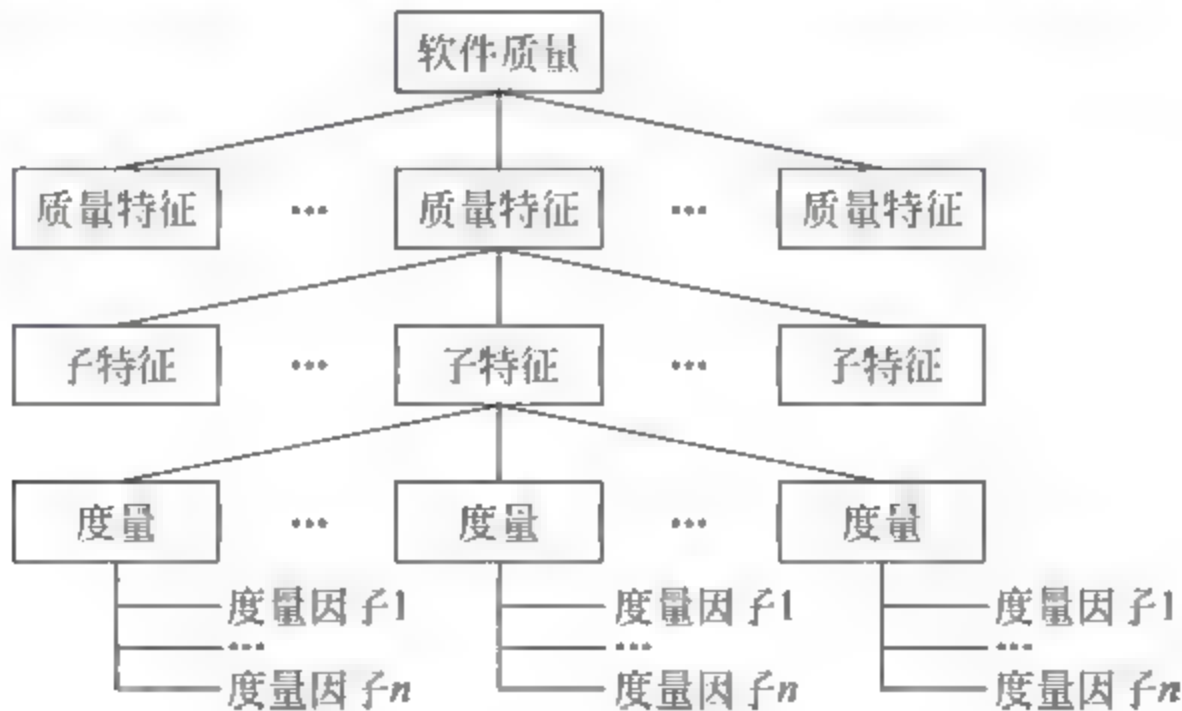 软件质量
质量特征 … 质量特征 … 质量特征
子特征 … 子特征 … 子特征
度量 … 度量 … 度量
度量因子1 度量因子1 度量因子1
… … …
度量因子n 度量因子n 度量因子n